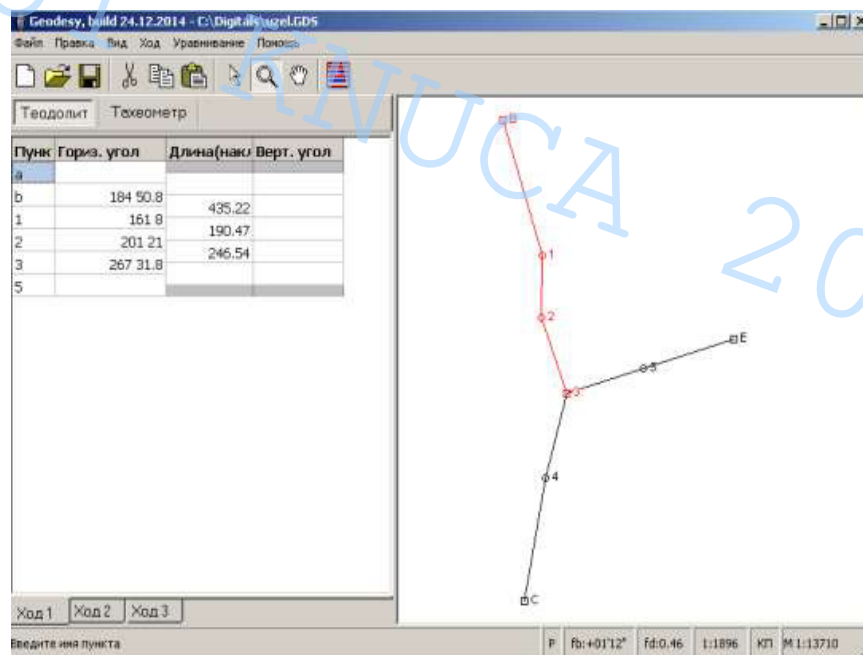 Geodesy, build 24.12.2014 - C:\Digitals\uzel.GDS
Файл Правка Вид Ход Уравнивание Помощь
Теодолит Тахеометр
Пунк Гориз. угол Длина(накл Верт. угол
a
b 184 50.8
435.22
1 161 8
190.47
2 201 21
246.54
3 267 31.8
5
B
1
2
E
5
3
4
C
Ход 1 Ход 2 Ход 3
Введите имя пункта P fb:+01'12" fd:0.46 1:1896 КП М 1:13710
KNUCA 20